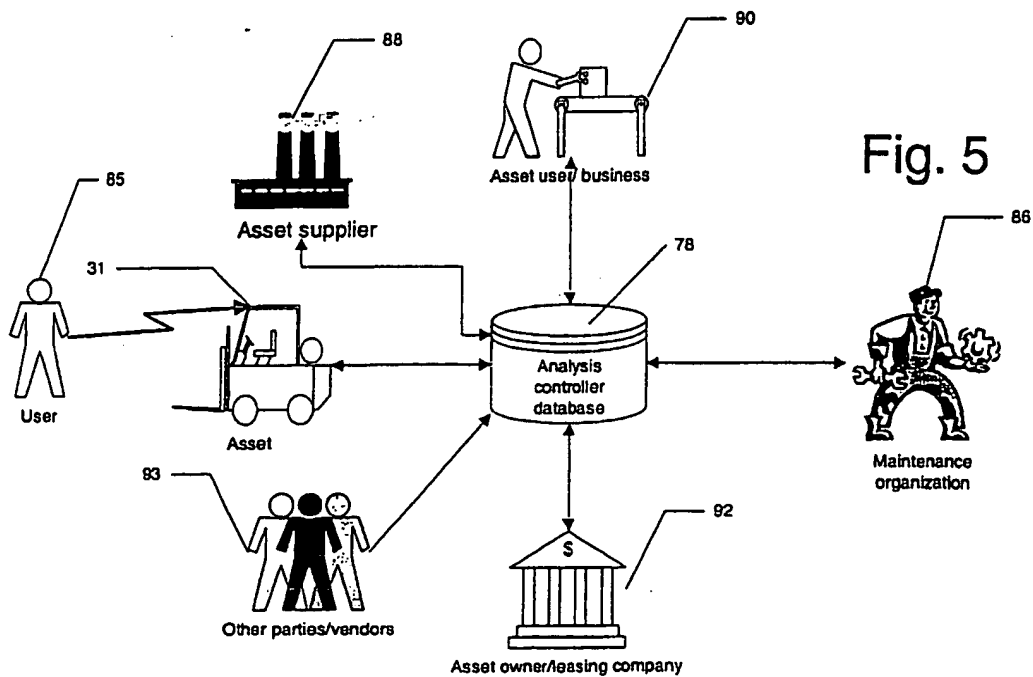 88
90
Fig. 5
Asset user/ business
85
86
Asset supplier
78
31
Analysis
controller
database
User
Asset
Maintenance
organization
93
92
$
Other parties/vendors
Asset owner/leasing company